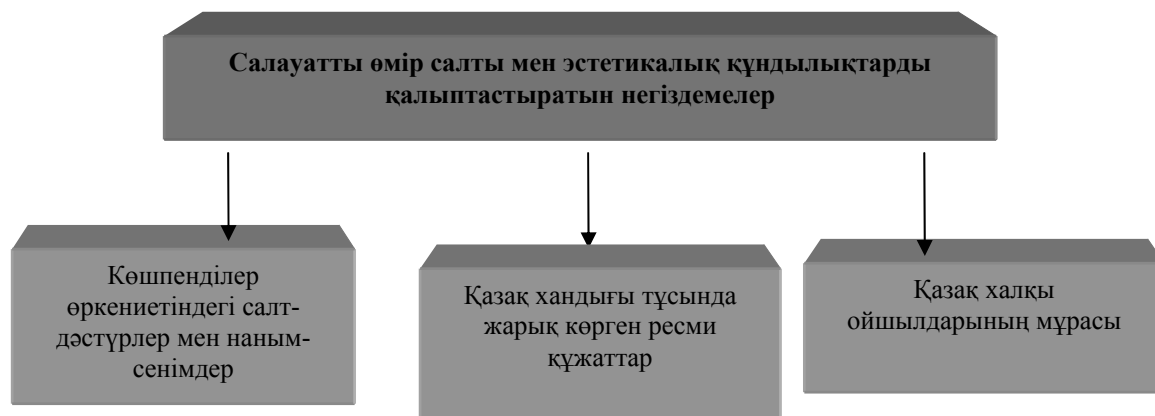 Салауатты өмір салты мен эстетикалық құндылықтарды
қалыптастыратын негіздемелер
Көшпенділер
өркениетіндегі салт-
дәстүрлер мен наным-
сенімдер
Қазақ хандығы тұсында
жарық көрген ресми
құжаттар
Қазақ халқы
ойшылдарының мұрасы